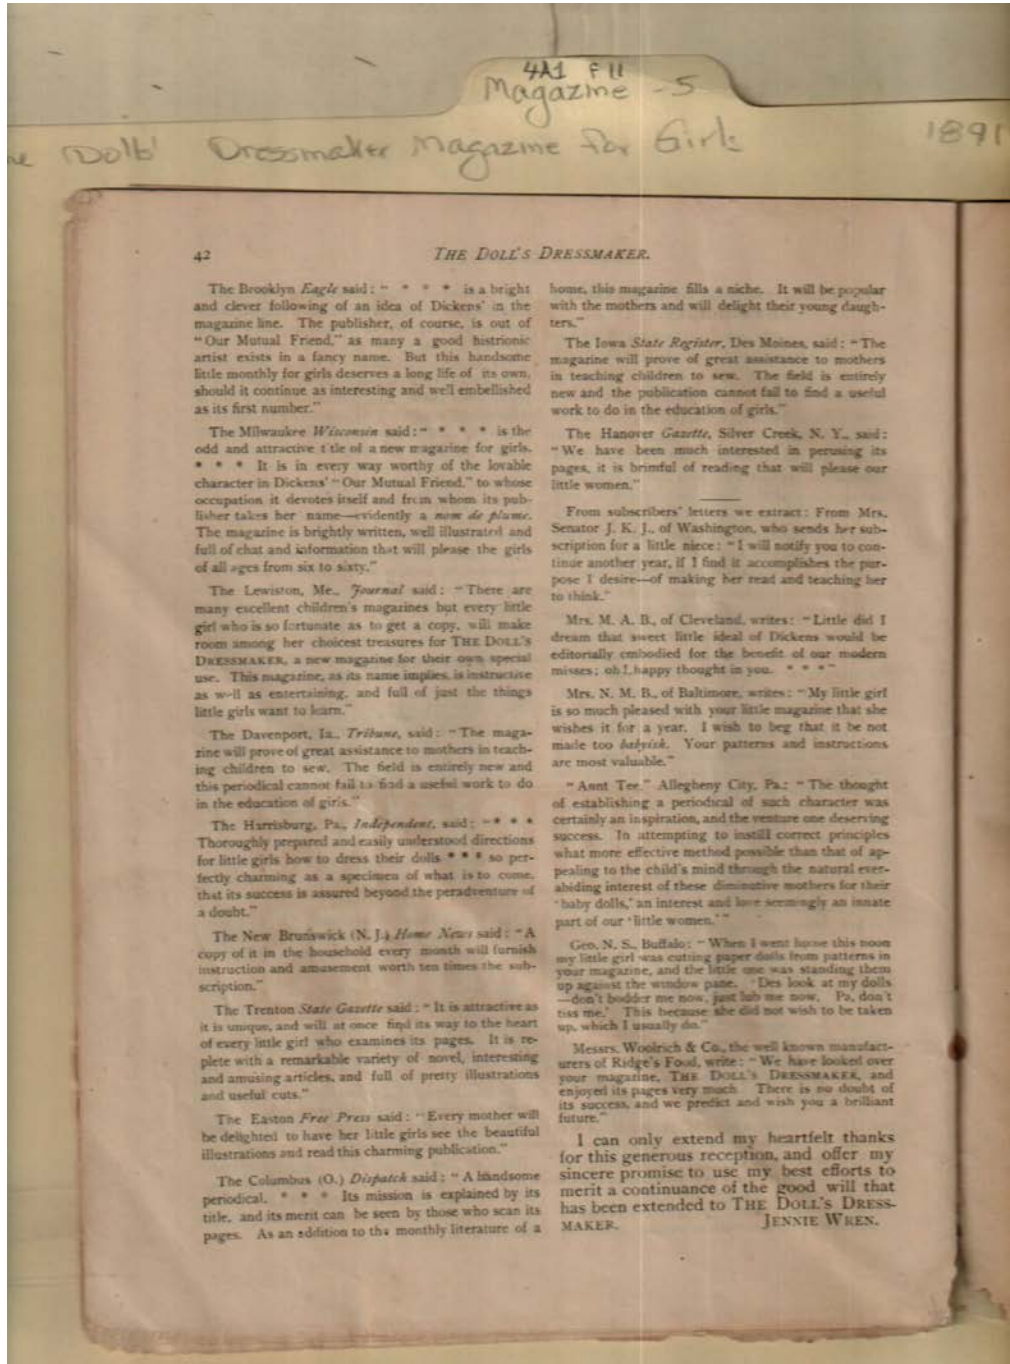 4A1 F11
Magazine - 5
Dolls' Dressmaker Magazine for Girls
1891
42
THE DOLL'S DRESSMAKER.
The Brooklyn Eagle said: " * * * is a bright
and clever following of an idea of Dickens' in the
magazine line. The publisher, of course, is out of
"Our Mutual Friend," as many a good histrionic
artist exists in a fancy name. But this handsome
little monthly for girls deserves a long life of its own,
should it continue as interesting and well embellished
as its first number."
The Milwaukee Wisconsin said: " * * * is the
odd and attractive title of a new magazine for girls.
* * * It is in every way worthy of the lovable
character in Dickens' "Our Mutual Friend," to whose
occupation it devotes itself and from whom its pub-
lisher takes her name—evidently a nom de plume.
The magazine is brightly written, well illustrated and
full of chat and information that will please the girls
of all ages from six to sixty."
The Lewiston, Me., Journal said: "There are
many excellent children's magazines but every little
girl who is so fortunate as to get a copy, will make
room among her choicest treasures for THE DOLL'S
DRESSMAKER, a new magazine for their own special
use. This magazine, as its name implies, is instructive
as well as entertaining, and full of just the things
little girls want to learn."
The Davenport, Ia., Tribune, said: "The maga-
zine will prove of great assistance to mothers in teach-
ing children to sew. The field is entirely new and
this periodical cannot fail to find a useful work to do
in the education of girls."
The Harrisburg, Pa., Independent, said: "* * *
Thoroughly prepared and easily understood directions
for little girls how to dress their dolls * * * so per-
fectly charming as a specimen of what is to come,
that its success is assured beyond the peradventure of
a doubt."
The New Brunswick (N. J.) Home News said: "A
copy of it in the household every month will furnish
instruction and amusement worth ten times the sub-
scription."
The Trenton State Gazette said: "It is attractive as
it is unique, and will at once find its way to the heart
of every little girl who examines its pages. It is re-
plete with a remarkable variety of novel, interesting
and amusing articles, and full of pretty illustrations
and useful cuts."
The Easton Free Press said: "Every mother will
be delighted to have her little girls see the beautiful
illustrations and read this charming publication."
The Columbus (O.) Dispatch said: "A handsome
periodical. * * * Its mission is explained by its
title, and its merit can be seen by those who scan its
pages. As an addition to the monthly literature of a
home, this magazine fills a niche. It will be popular
with the mothers and will delight their young daugh-
ters."
The Iowa State Register, Des Moines, said: "The
magazine will prove of great assistance to mothers
in teaching children to sew. The field is entirely
new and the publication cannot fail to find a useful
work to do in the education of girls."
The Hanover Gazette, Silver Creek, N. Y., said:
"We have been much interested in perusing its
pages, it is brimful of reading that will please our
little women."
From subscribers' letters we extract: From Mrs.
Senator J. K. J., of Washington, who sends her sub-
scription for a little niece: "I will notify you to con-
tinue another year, if I find it accomplishes the pur-
pose I desire—of making her read and teaching her
to think."
Mrs. M. A. B., of Cleveland, writes: "Little did I
dream that sweet little ideal of Dickens would be
editorially embodied for the benefit of our modern
misses; oh! happy thought in you. * * *"
Mrs. N. M. B., of Baltimore, writes: "My little girl
is so much pleased with your little magazine that she
wishes it for a year. I wish to beg that it be not
made too babyish. Your patterns and instructions
are most valuable."
"Aunt Tee," Allegheny City, Pa.: "The thought
of establishing a periodical of such character was
certainly an inspiration, and the venture one deserving
success. In attempting to instill correct principles
what more effective method possible than that of ap-
pealing to the child's mind through the natural ever-
abiding interest of these diminutive mothers for their
'baby dolls,' an interest and love seemingly an innate
part of our 'little women.'"
Geo. N. S., Buffalo: "When I went home this noon
my little girl was cutting paper dolls from patterns in
your magazine, and the little one was standing them
up against the window pane. 'Des look at my dolls
—don't bodder me now, just lub me now, Pa, don't
tiss me.' This because she did not wish to be taken
up, which I usually do."
Messrs. Woolrich & Co., the well known manufact-
urers of Ridge's Food, write: "We have looked over
your magazine, THE DOLL'S DRESSMAKER, and
enjoyed its pages very much. There is no doubt of
its success, and we predict and wish you a brilliant
future."
I can only extend my heartfelt thanks
for this generous reception, and offer my
sincere promise to use my best efforts to
merit a continuance of the good will that
has been extended to THE DOLL'S DRESS-
MAKER. JENNIE WREN.